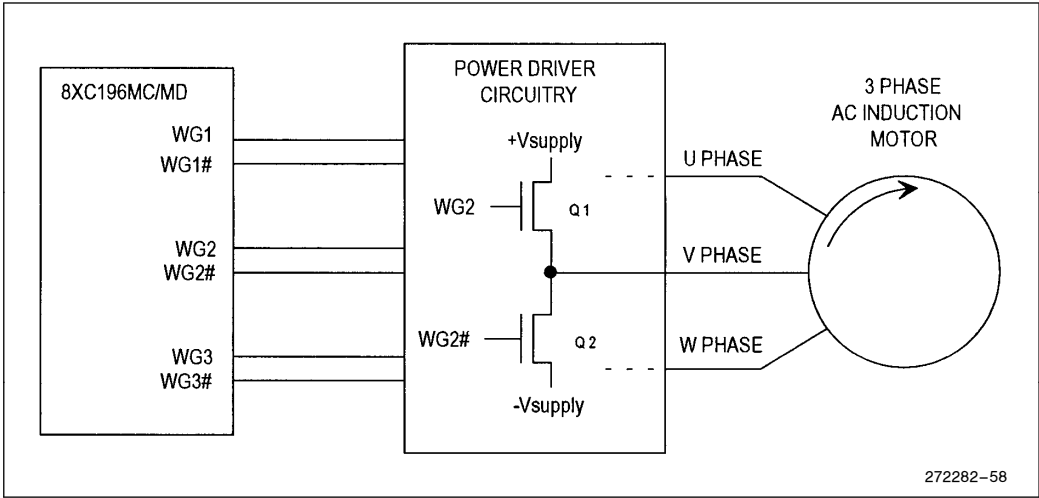 8XC196MC/MD
WG1
WG1#
WG2
WG2#
WG3
WG3#
POWER DRIVER
CIRCUITRY
+Vsupply
WG2
Q1
WG2#
Q2
-Vsupply
U PHASE
V PHASE
W PHASE
3 PHASE
AC INDUCTION
MOTOR
272282–58